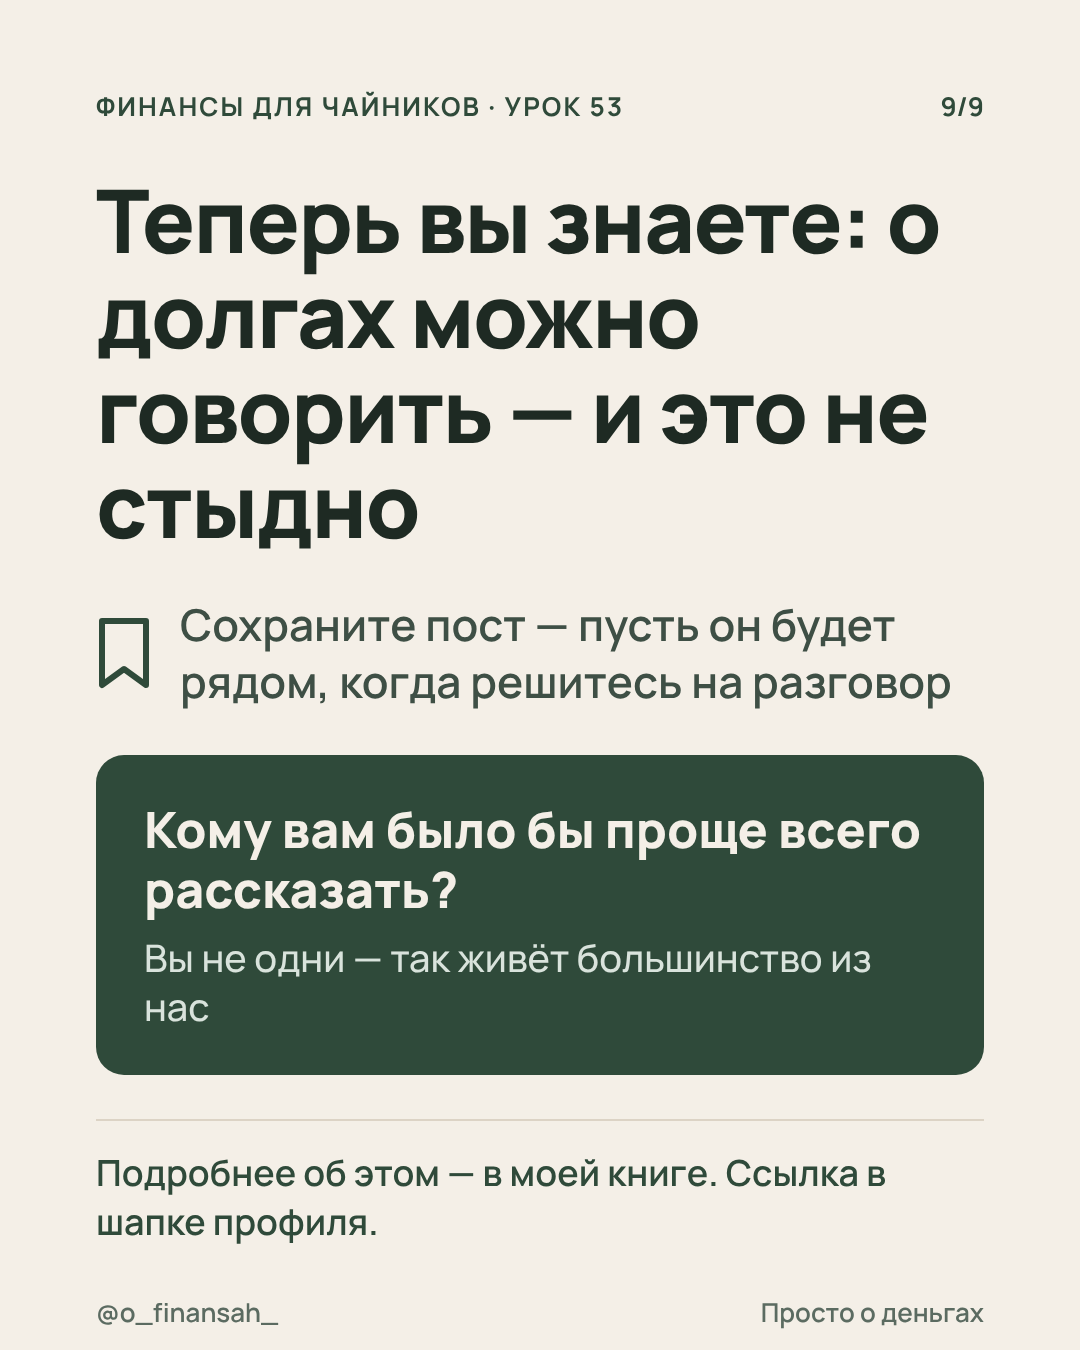 ФИНАНСЫ ДЛЯ ЧАЙНИКОВ · УРОК 53
9/9
Теперь вы знаете: о
долгах можно
говорить — и это не
стыдно
Сохраните пост — пусть он будет
рядом, когда решитесь на разговор
Кому вам было бы проще всего
рассказать?
Вы не одни — так живёт большинство из
нас
Подробнее об этом — в моей книге. Ссылка в
шапке профиля.
@o_finansah_
Просто о деньгах